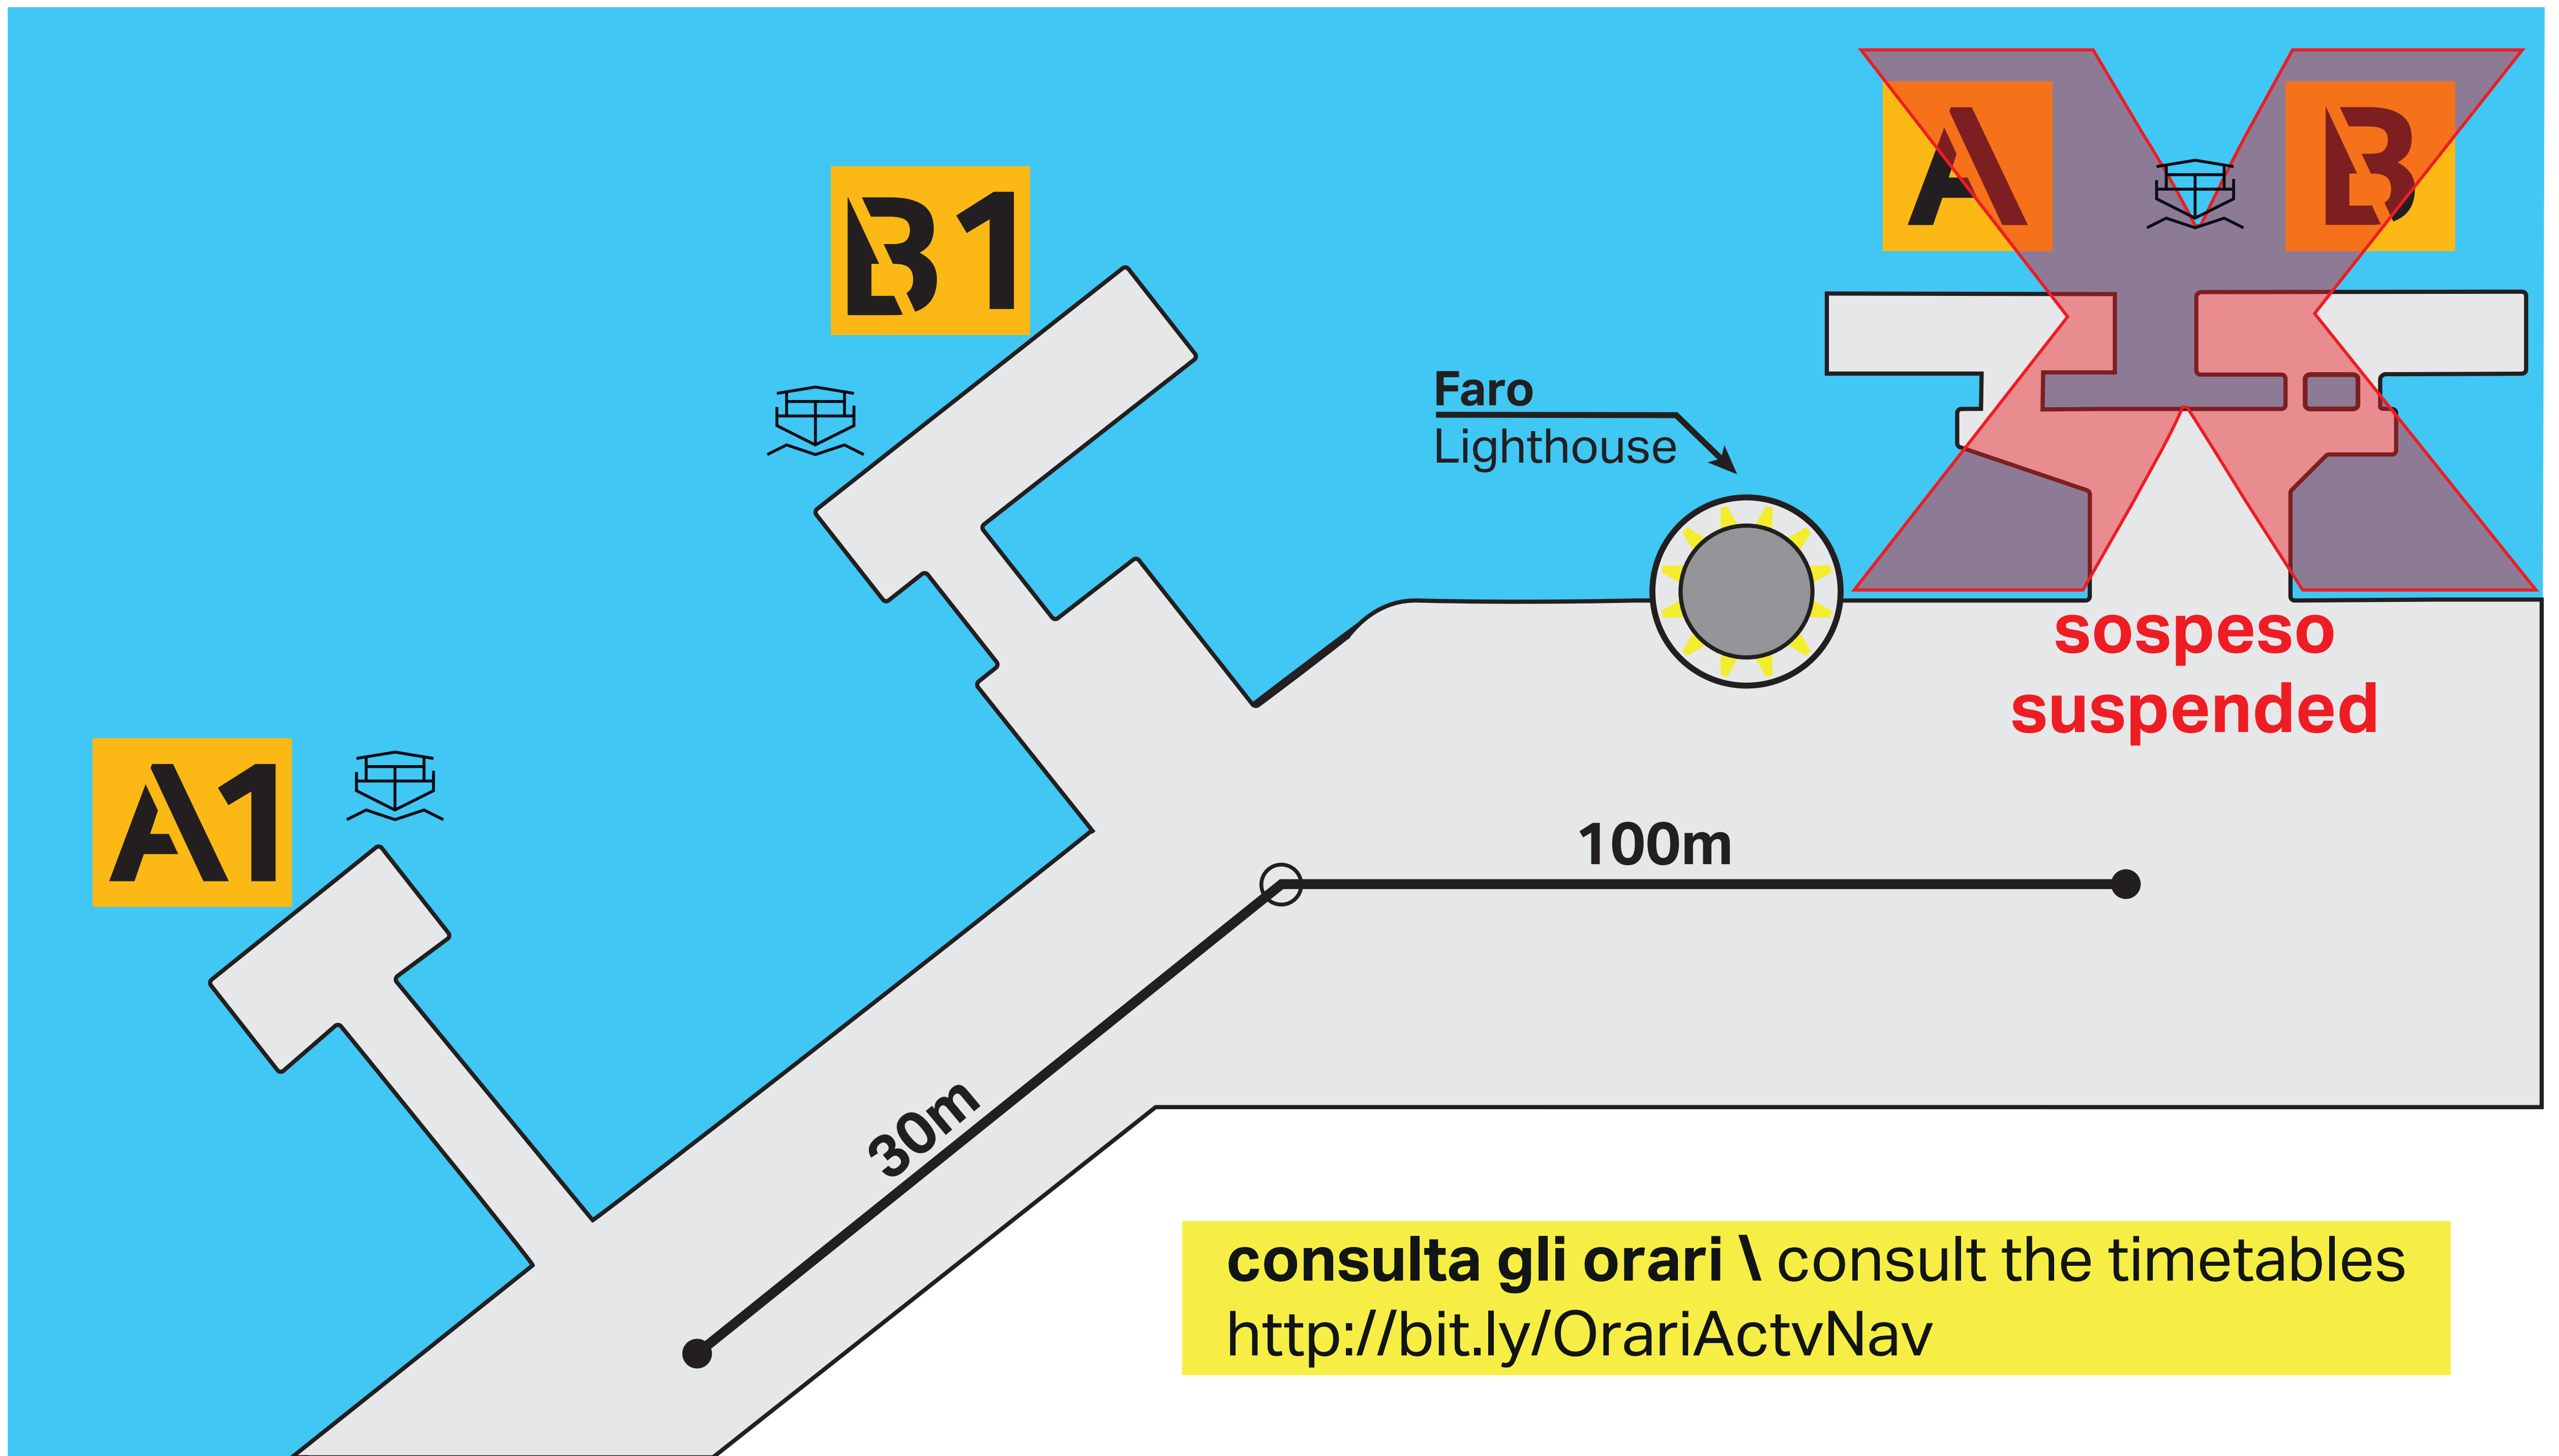 A
B
B1
Faro
Lighthouse
sospeso
suspended
A1
100m
30m
consulta gli orari \ consult the timetables
http://bit.ly/OrariActvNav